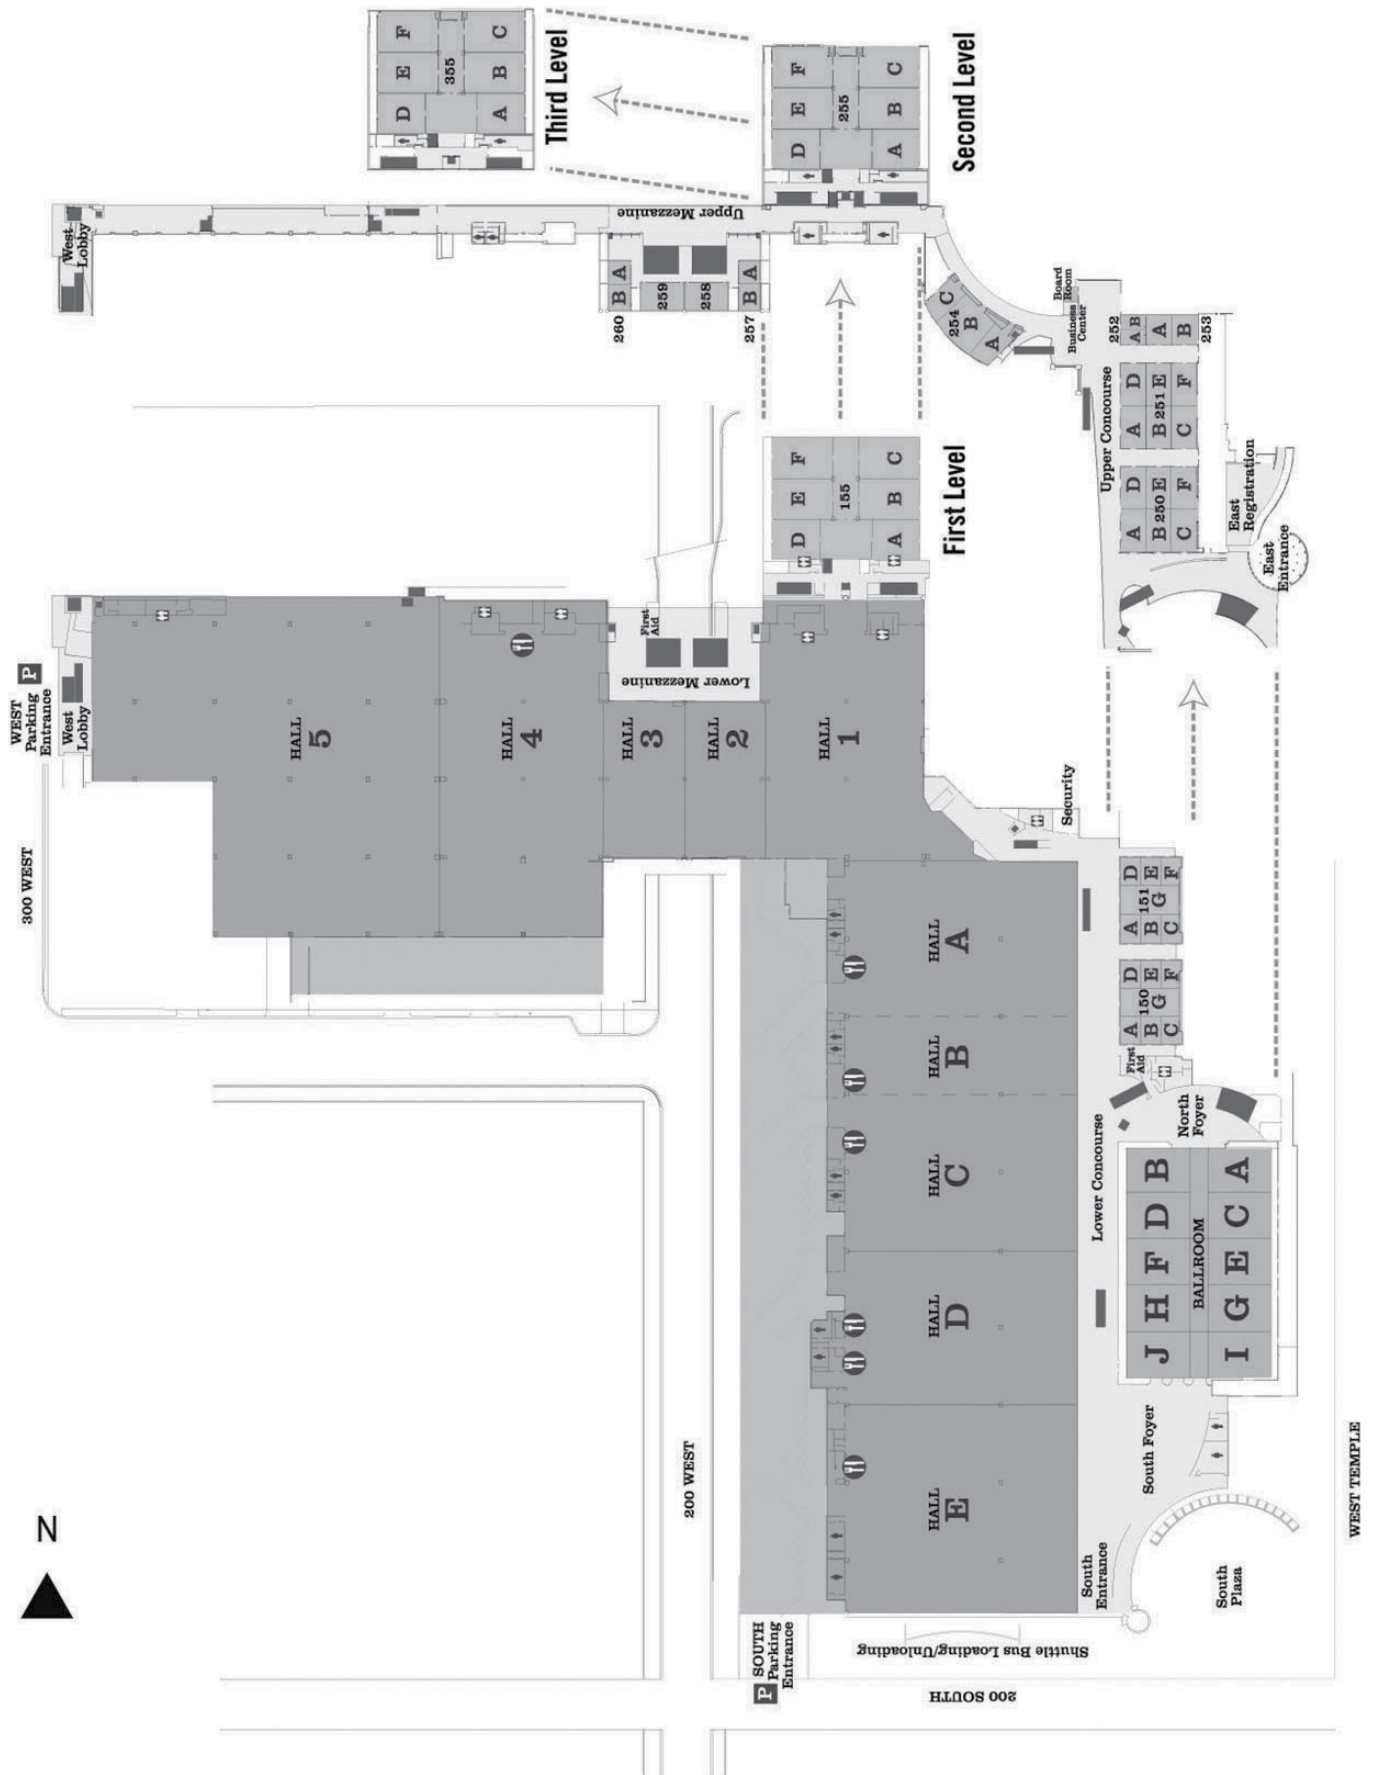 F
C
E
355
B
D
A
Third Level
F
C
E
255
B
D
A
Second Level
West
Lobby
Upper Mezzanine
B A
260
259
258
B A
257
C
254
B
A
Board
Room
Business
Center
252
A B
A
B
253
Upper Concourse
A D
B 251 E
C F
A D
B 250 E
C F
East
Registration
East
Entrance
F
C
E
155
B
D
A
First Level
WEST
Parking
Entrance
P
West
Lobby
First
Aid
Lower Mezzanine
HALL
5
HALL
4
HALL
3
HALL
2
HALL
1
300 WEST
Security
A D
B 151 E
G
C F
A D
B 150 E
G
C F
First
Aid
HALL
A
HALL
B
HALL
C
HALL
D
HALL
E
Lower Concourse
North
Foyer
B
A
D
C
F
BALLROOM
E
H
G
J
I
South Foyer
South
Entrance
South
Plaza
200 WEST
WEST TEMPLE
N
P
SOUTH
Parking
Entrance
Shuttle Bus Loading/Unloading
200 SOUTH